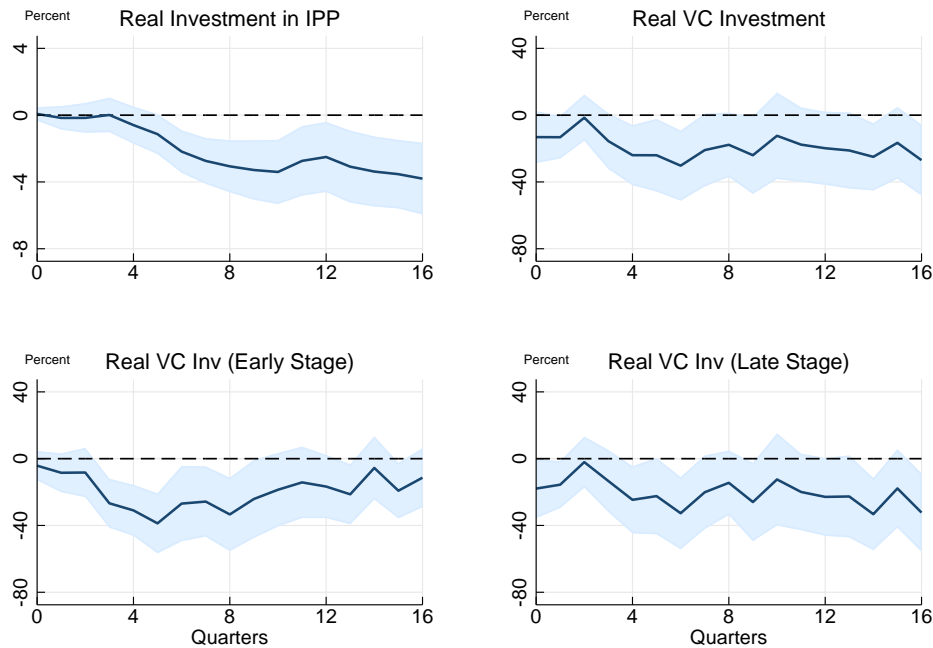 Percent
Real Investment in IPP
4
0
-4
-8
0 4 8 12 16
Percent
Real VC Investment
40
0
-40
-80
0 4 8 12 16
Percent
Real VC Inv (Early Stage)
40
0
-40
-80
0 4 8 12 16
Quarters
Percent
Real VC Inv (Late Stage)
40
0
-40
-80
0 4 8 12 16
Quarters